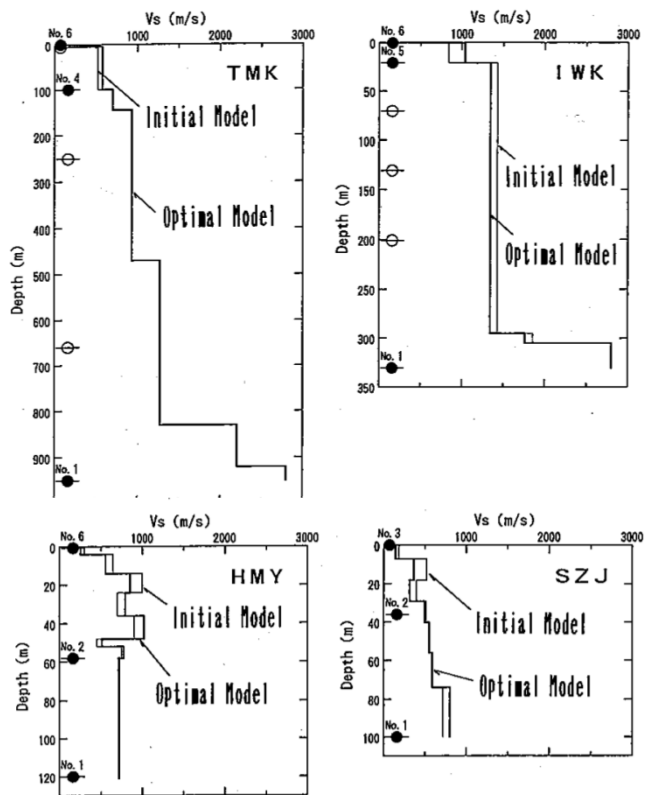 Vs (m/s)
No. 6 1000 2000 3000
0
TMK
No. 4
100
Initial Model
200
300
Optimal Model
400
Depth (m)
500
600
700
800
900
No. 1
Vs (m/s)
No. 6 1000 2000 3000
0
No. 5
IWK
50
100
Initial Model
150
Depth (m)
200
Optimal Model
250
300
No. 1
350
Vs (m/s)
No. 6 1000 2000 3000
0
HMY
20
Initial Model
40
No. 2
60
Optimal Model
Depth (m)
80
100
No. 1
120
Vs (m/s)
No. 3 1000 2000 3000
0
SZJ
20
Initial Model
No. 2
40
Depth (m)
60
Optimal Model
80
No. 1
100